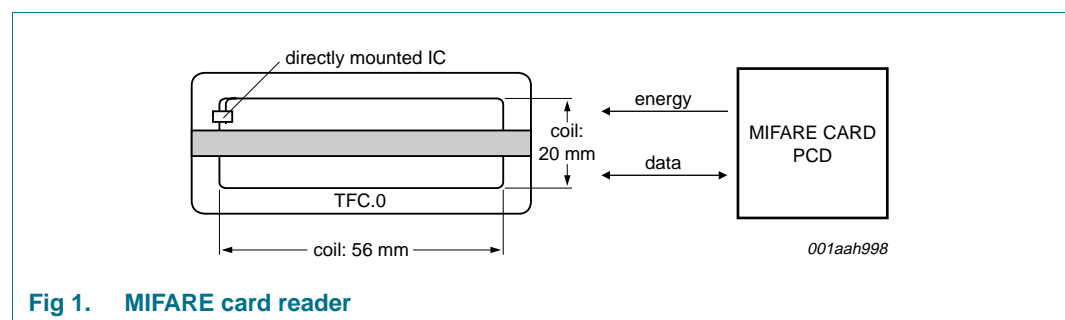 directly mounted IC
energy
coil:
20 mm
MIFARE CARD
PCD
data
TFC.0
coil: 56 mm
001aah998
Fig 1. MIFARE card reader